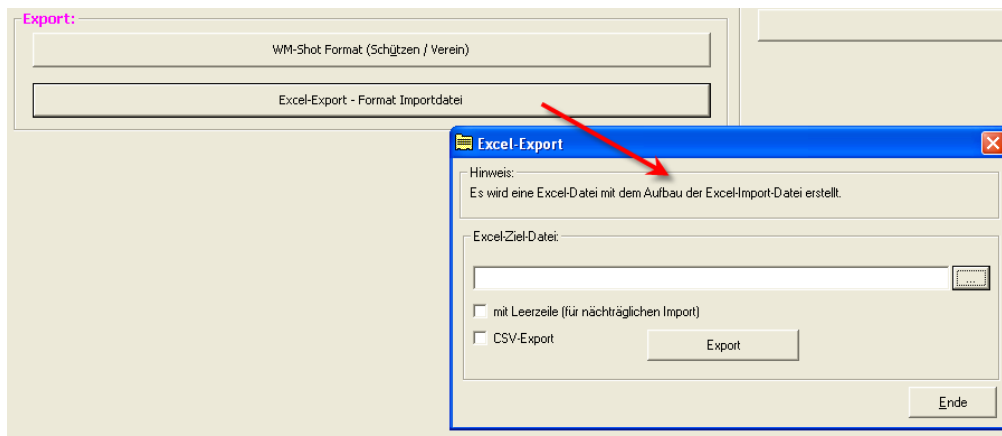 Export:
WM-Shot Format (Schützen / Verein)
Excel-Export - Format Importdatei
Excel-Export
Hinweis:
Es wird eine Excel-Datei mit dem Aufbau der Excel-Import-Datei erstellt.
Excel-Ziel-Datei:
...
mit Leerzeile (für nächträglichen Import)
CSV-Export
Export
Ende